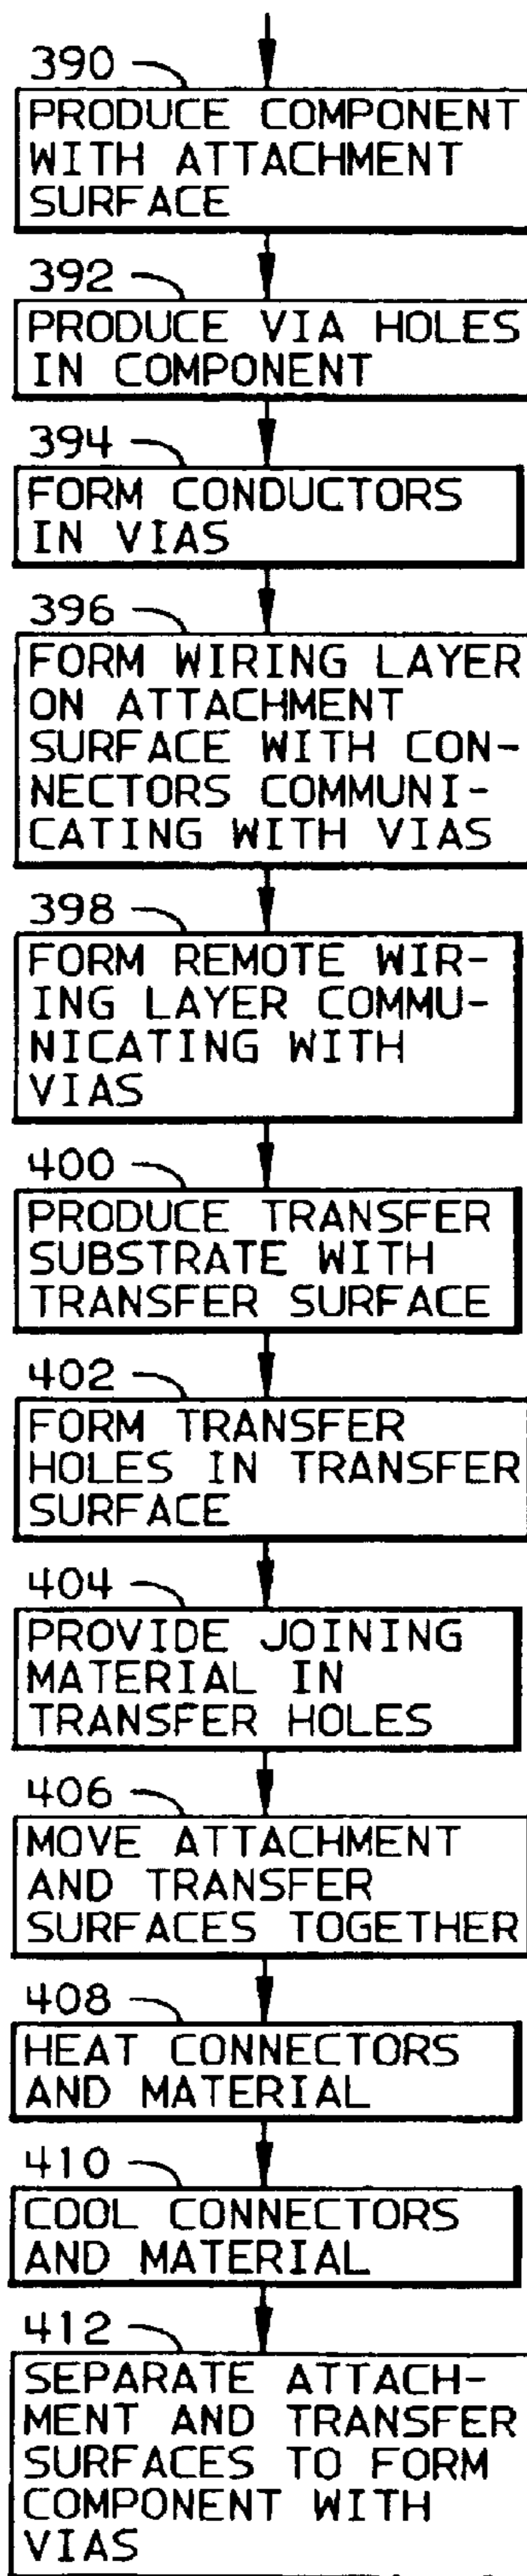 390
PRODUCE COMPONENT
WITH ATTACHMENT
SURFACE
392
PRODUCE VIA HOLES
IN COMPONENT
394
FORM CONDUCTORS
IN VIAS
396
FORM WIRING LAYER
ON ATTACHMENT
SURFACE WITH CON-
NECTORS COMMUNI-
CATING WITH VIAS
398
FORM REMOTE WIR-
ING LAYER COMMU-
NICATING WITH
VIAS
400
PRODUCE TRANSFER
SUBSTRATE WITH
TRANSFER SURFACE
402
FORM TRANSFER
HOLES IN TRANSFER
SURFACE
404
PROVIDE JOINING
MATERIAL IN
TRANSFER HOLES
406
MOVE ATTACHMENT
AND TRANSFER
SURFACES TOGETHER
408
HEAT CONNECTORS
AND MATERIAL
410
COOL CONNECTORS
AND MATERIAL
412
SEPARATE ATTACH-
MENT AND TRANSFER
SURFACES TO FORM
COMPONENT WITH
VIAS